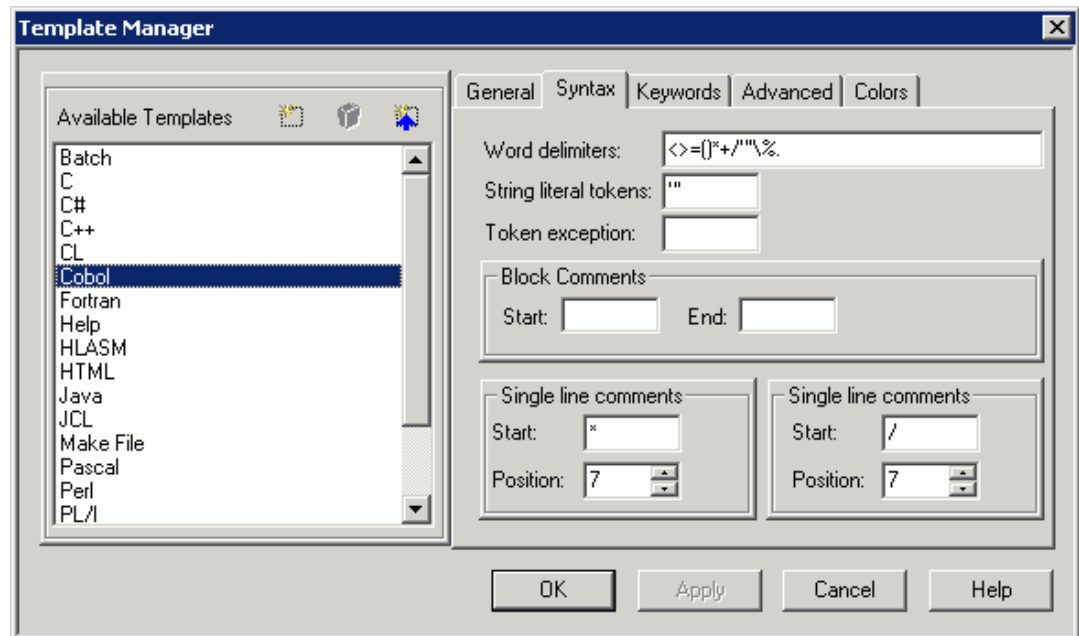 Template Manager
Available Templates
Batch
C
C#
C++
CL
Cobol
Fortran
Help
HLASM
HTML
Java
JCL
Make File
Pascal
Perl
PL/I
General Syntax Keywords Advanced Colors
Word delimiters: <>=()*+/'""\%.
String literal tokens: '"
Token exception:
Block Comments
Start: End:
Single line comments
Start: *
Position: 7
Single line comments
Start: /
Position: 7
OK Apply Cancel Help